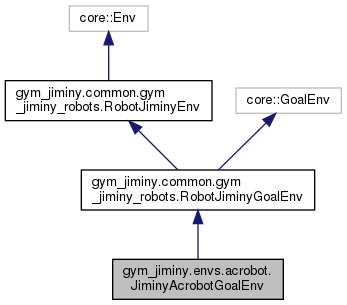 core::Env
gym_jiminy.common.gym
_jiminy_robots.RobotJiminyEnv
core::GoalEnv
gym_jiminy.common.gym
_jiminy_robots.RobotJiminyGoalEnv
gym_jiminy.envs.acrobot.
JiminyAcrobotGoalEnv